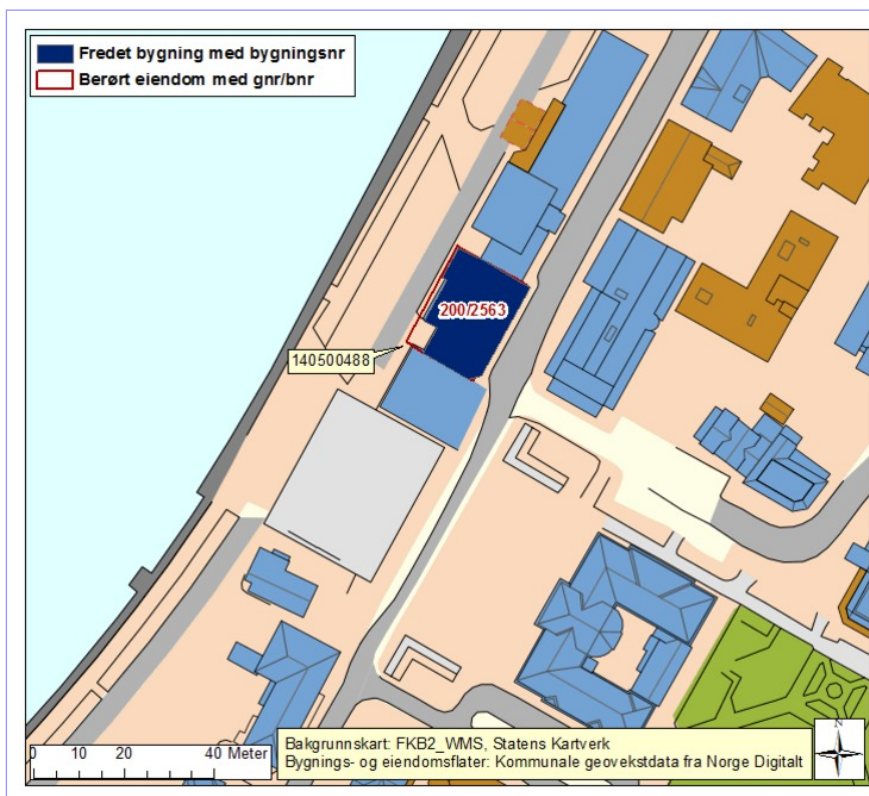 Fredet bygning med bygningsnr
Berørt eiendom med gnr/bnr
200/2563
140500488
0 10 20 40 Meter
Bakgrunnskart: FKB2_WMS, Statens Kartverk
Bygnings- og eiendomsflater: Kommunale geovekstdata fra Norge Digitalt
N